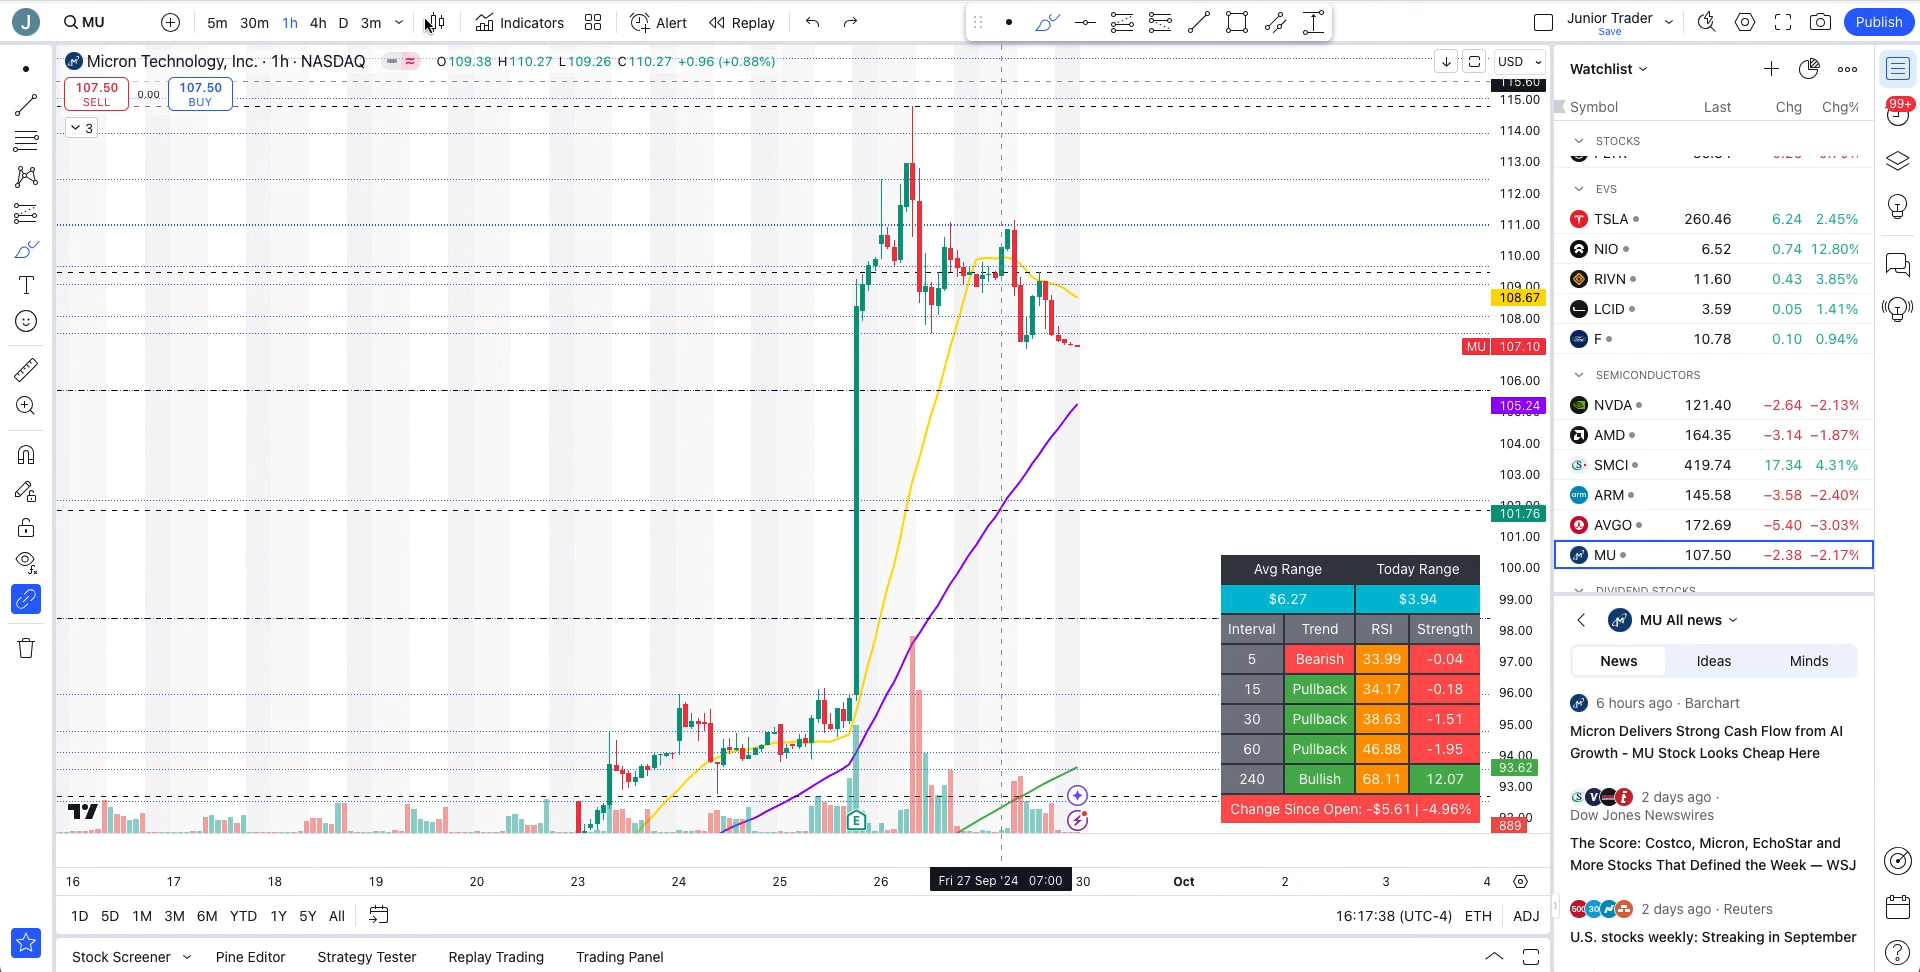 J
MU
5m 30m 1h 4h D 3m
Indicators
Alert
Replay
Junior Trader
Save
Publish
Micron Technology, Inc. · 1h · NASDAQ
O109.38 H110.27 L109.26 C110.27 +0.96 (+0.88%)
107.50
SELL
0.00
107.50
BUY
3
USD
115.60
115.00
114.00
113.00
112.00
111.00
110.00
109.00
108.67
108.00
MU 107.10
106.00
105.24
104.00
103.00
102.00
101.76
101.00
100.00
99.00
98.00
97.00
96.00
95.00
94.00
93.62
93.00
92.00
889
Avg Range Today Range
$6.27 $3.94
Interval Trend RSI Strength
5 Bearish 33.99 -0.04
15 Pullback 34.17 -0.18
30 Pullback 38.63 -1.51
60 Pullback 46.88 -1.95
240 Bullish 68.11 12.07
Change Since Open: -$5.61 | -4.96%
E
16 17 18 19 20 23 24 25 26 Fri 27 Sep '24 07:00 30 Oct 2 3 4
1D 5D 1M 3M 6M YTD 1Y 5Y All
16:17:38 (UTC-4) ETH ADJ
Stock Screener Pine Editor Strategy Tester Replay Trading Trading Panel
Watchlist
Symbol Last Chg Chg%
STOCKS
EVS
TSLA 260.46 6.24 2.45%
NIO 6.52 0.74 12.80%
RIVN 11.60 0.43 3.85%
LCID 3.59 0.05 1.41%
F 10.78 0.10 0.94%
SEMICONDUCTORS
NVDA 121.40 −2.64 −2.13%
AMD 164.35 −3.14 −1.87%
SMCI 419.74 17.34 4.31%
arm ARM 145.58 −3.58 −2.40%
AVGO 172.69 −5.40 −3.03%
MU 107.50 −2.38 −2.17%
DIVIDEND STOCKS
MU All news
News Ideas Minds
6 hours ago · Barchart
Micron Delivers Strong Cash Flow from AI
Growth - MU Stock Looks Cheap Here
2 days ago ·
Dow Jones Newswires
The Score: Costco, Micron, EchoStar and
More Stocks That Defined the Week — WSJ
2 days ago · Reuters
U.S. stocks weekly: Streaking in September
99+